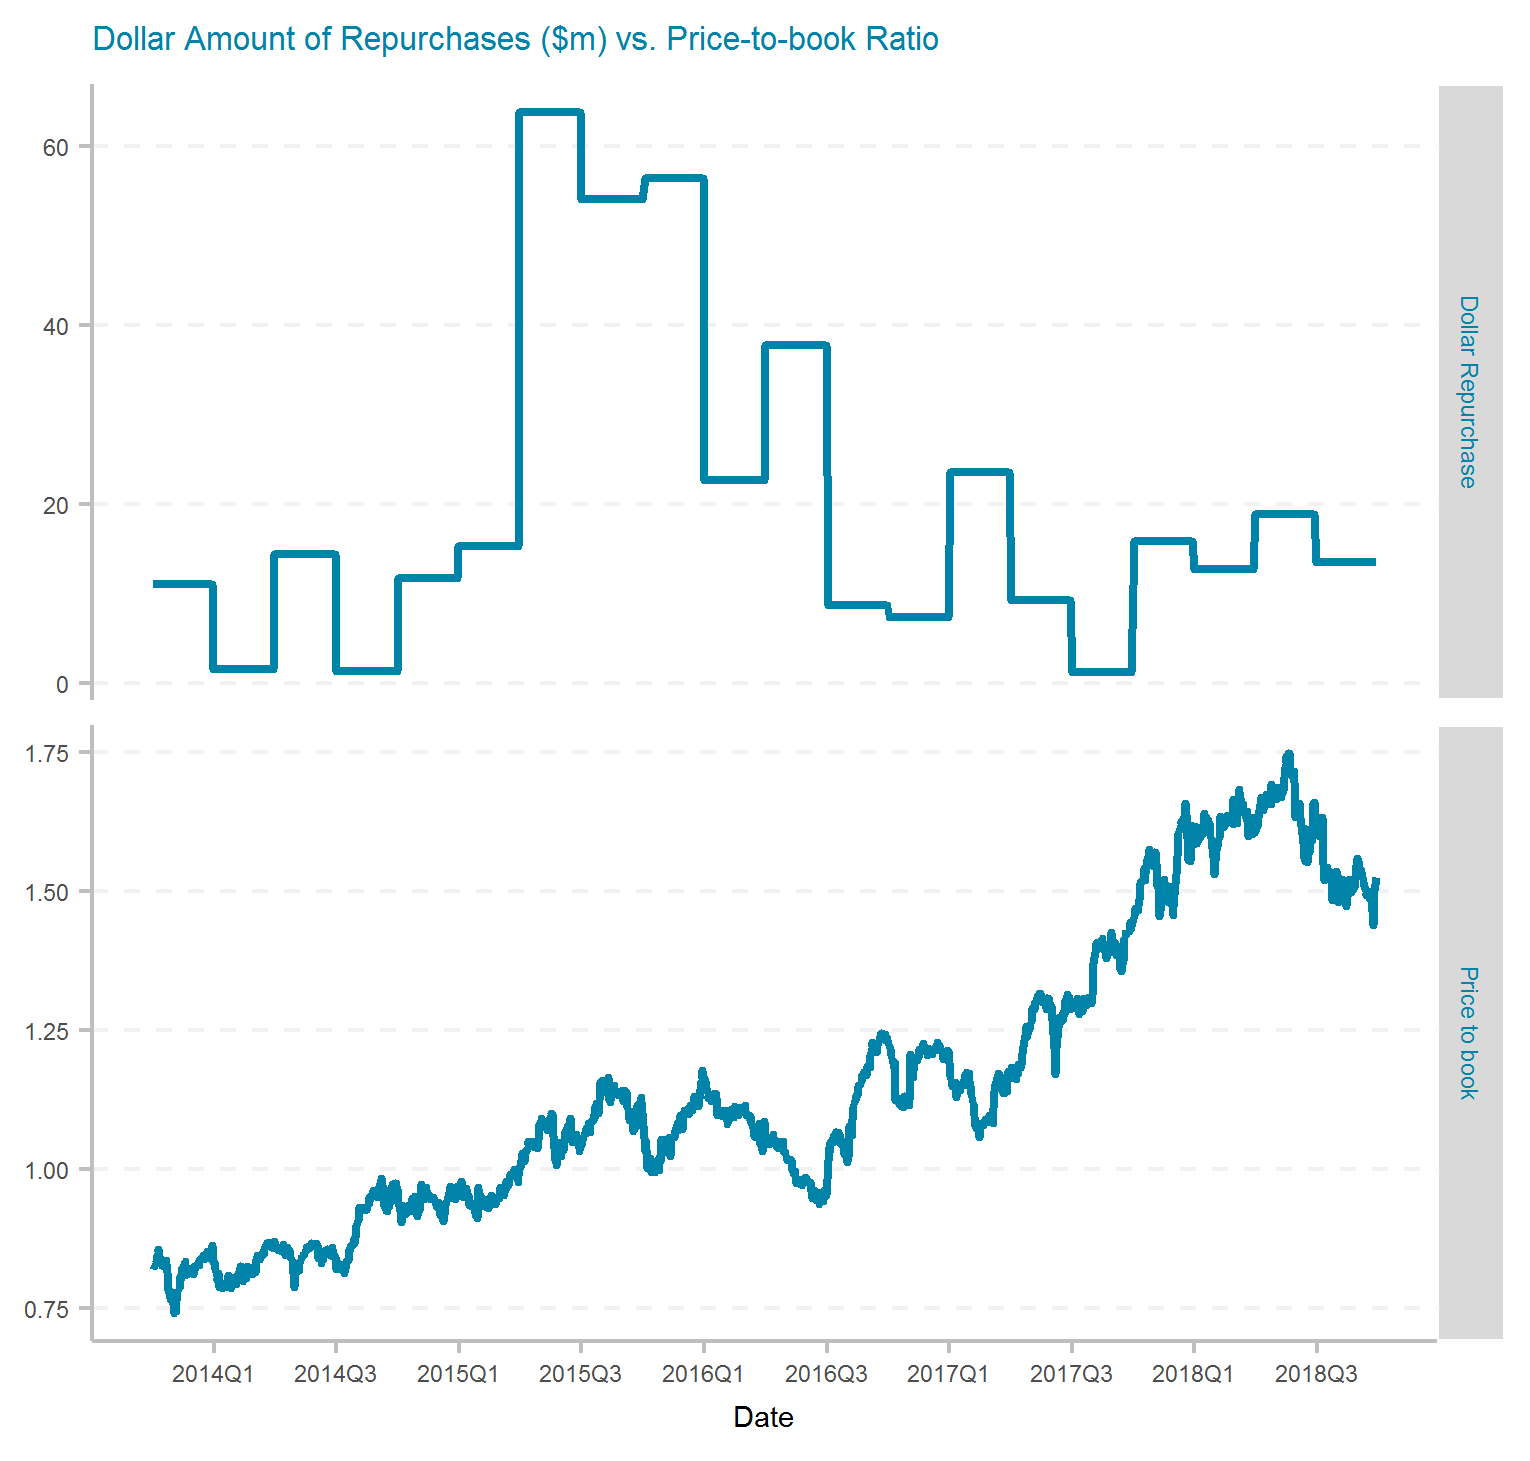 Dollar Amount of Repurchases ($m) vs. Price-to-book Ratio
60
40
20
0
Dollar Repurchase
1.75
1.50
1.25
1.00
0.75
Price to book
2014Q1 2014Q3 2015Q1 2015Q3 2016Q1 2016Q3 2017Q1 2017Q3 2018Q1 2018Q3
Date